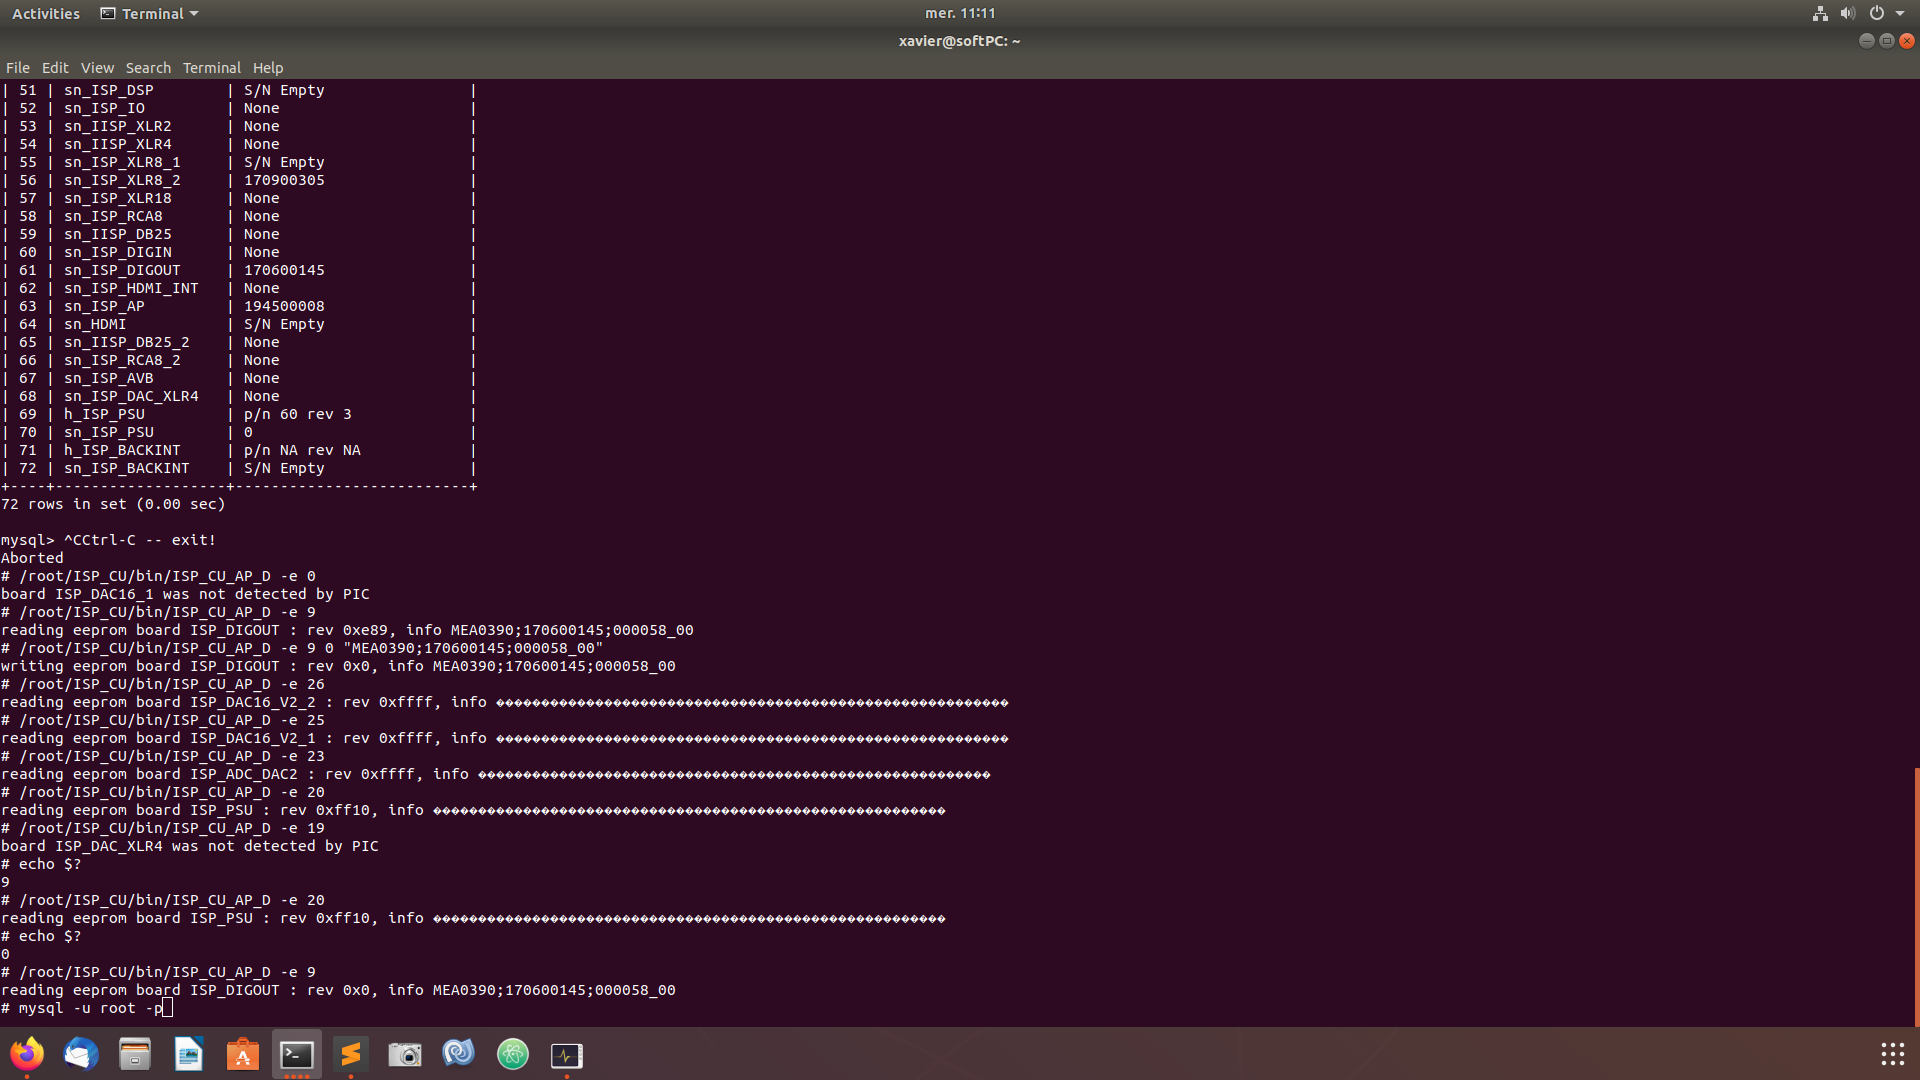 Activities Terminal mer. 11:11
xavier@softPC: ~
File Edit View Search Terminal Help
| 51 | sn_ISP_DSP | S/N Empty |
| 52 | sn_ISP_IO | None |
| 53 | sn_IISP_XLR2 | None |
| 54 | sn_IISP_XLR4 | None |
| 55 | sn_ISP_XLR8_1 | S/N Empty |
| 56 | sn_ISP_XLR8_2 | 170900305 |
| 57 | sn_ISP_XLR18 | None |
| 58 | sn_ISP_RCA8 | None |
| 59 | sn_IISP_DB25 | None |
| 60 | sn_ISP_DIGIN | None |
| 61 | sn_ISP_DIGOUT | 170600145 |
| 62 | sn_ISP_HDMI_INT | None |
| 63 | sn_ISP_AP | 194500008 |
| 64 | sn_HDMI | S/N Empty |
| 65 | sn_IISP_DB25_2 | None |
| 66 | sn_ISP_RCA8_2 | None |
| 67 | sn_ISP_AVB | None |
| 68 | sn_ISP_DAC_XLR4 | None |
| 69 | h_ISP_PSU | p/n 60 rev 3 |
| 70 | sn_ISP_PSU | 0 |
| 71 | h_ISP_BACKINT | p/n NA rev NA |
| 72 | sn_ISP_BACKINT | S/N Empty |
+----+-------------------+--------------------------+
72 rows in set (0.00 sec)
mysql> ^CCtrl-C -- exit!
Aborted
# /root/ISP_CU/bin/ISP_CU_AP_D -e 0
board ISP_DAC16_1 was not detected by PIC
# /root/ISP_CU/bin/ISP_CU_AP_D -e 9
reading eeprom board ISP_DIGOUT : rev 0xe89, info MEA0390;170600145;000058_00
# /root/ISP_CU/bin/ISP_CU_AP_D -e 9 0 "MEA0390;170600145;000058_00"
writing eeprom board ISP_DIGOUT : rev 0x0, info MEA0390;170600145;000058_00
# /root/ISP_CU/bin/ISP_CU_AP_D -e 26
reading eeprom board ISP_DAC16_V2_2 : rev 0xffff, info ���������������������������������������������������������
# /root/ISP_CU/bin/ISP_CU_AP_D -e 25
reading eeprom board ISP_DAC16_V2_1 : rev 0xffff, info ���������������������������������������������������������
# /root/ISP_CU/bin/ISP_CU_AP_D -e 23
reading eeprom board ISP_ADC_DAC2 : rev 0xffff, info ���������������������������������������������������������
# /root/ISP_CU/bin/ISP_CU_AP_D -e 20
reading eeprom board ISP_PSU : rev 0xff10, info ���������������������������������������������������������
# /root/ISP_CU/bin/ISP_CU_AP_D -e 19
board ISP_DAC_XLR4 was not detected by PIC
# echo $?
9
# /root/ISP_CU/bin/ISP_CU_AP_D -e 20
reading eeprom board ISP_PSU : rev 0xff10, info ���������������������������������������������������������
# echo $?
0
# /root/ISP_CU/bin/ISP_CU_AP_D -e 9
reading eeprom board ISP_DIGOUT : rev 0x0, info MEA0390;170600145;000058_00
# mysql -u root -p